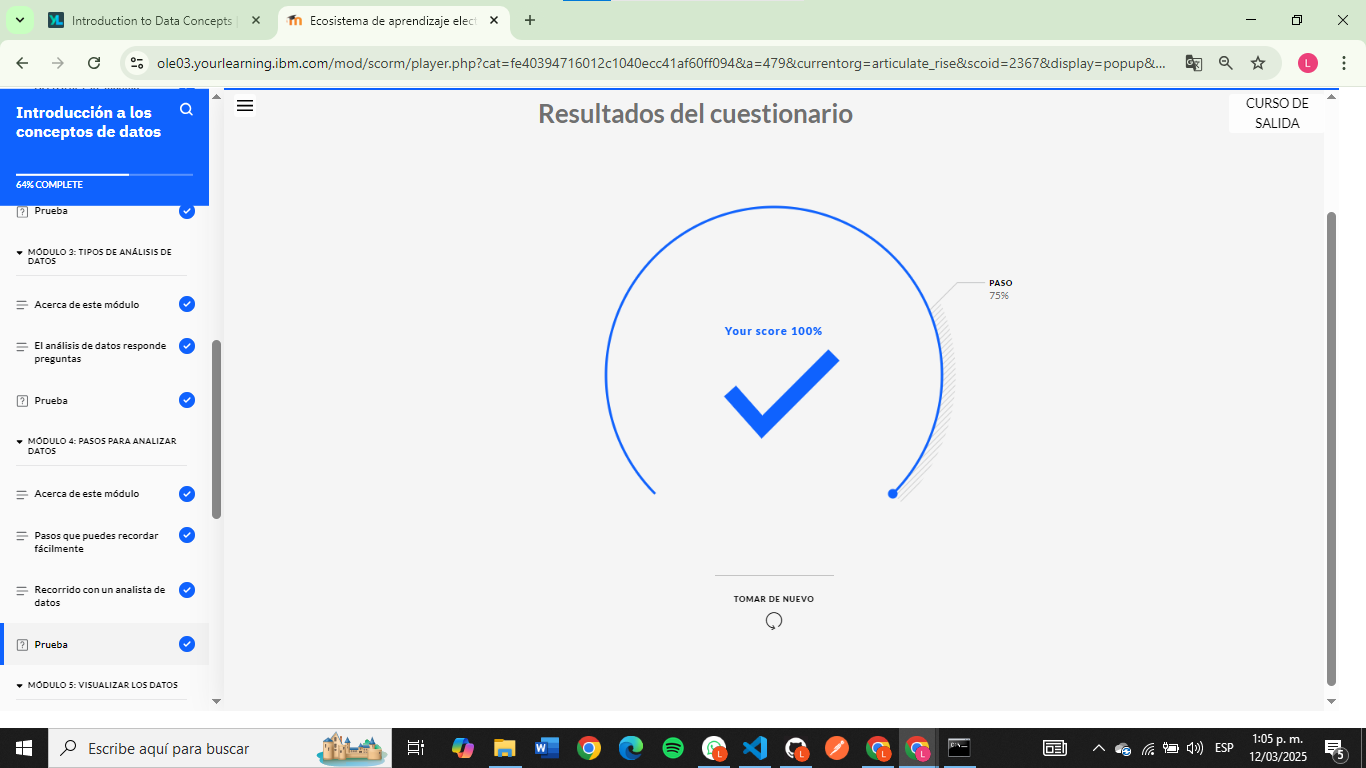 Introduction to Data Concepts
Ecosistema de aprendizaje elect
ole03.yourlearning.ibm.com/mod/scorm/player.php?cat=fe40394716012c1040ecc41af60ff094&a=479&currentorg=articulate_rise&scoid=2367&display=popup&...
L
Introducción a los
conceptos de datos
64% COMPLETE
Prueba
MÓDULO 3: TIPOS DE ANÁLISIS DE
DATOS
Acerca de este módulo
El análisis de datos responde
preguntas
Prueba
MÓDULO 4: PASOS PARA ANALIZAR
DATOS
Acerca de este módulo
Pasos que puedes recordar
fácilmente
Recorrido con un analista de
datos
Prueba
MÓDULO 5: VISUALIZAR LOS DATOS
Resultados del cuestionario
CURSO DE
SALIDA
PASO
75%
Your score 100%
TOMAR DE NUEVO
Escribe aquí para buscar
ESP
1:05 p. m.
12/03/2025
5